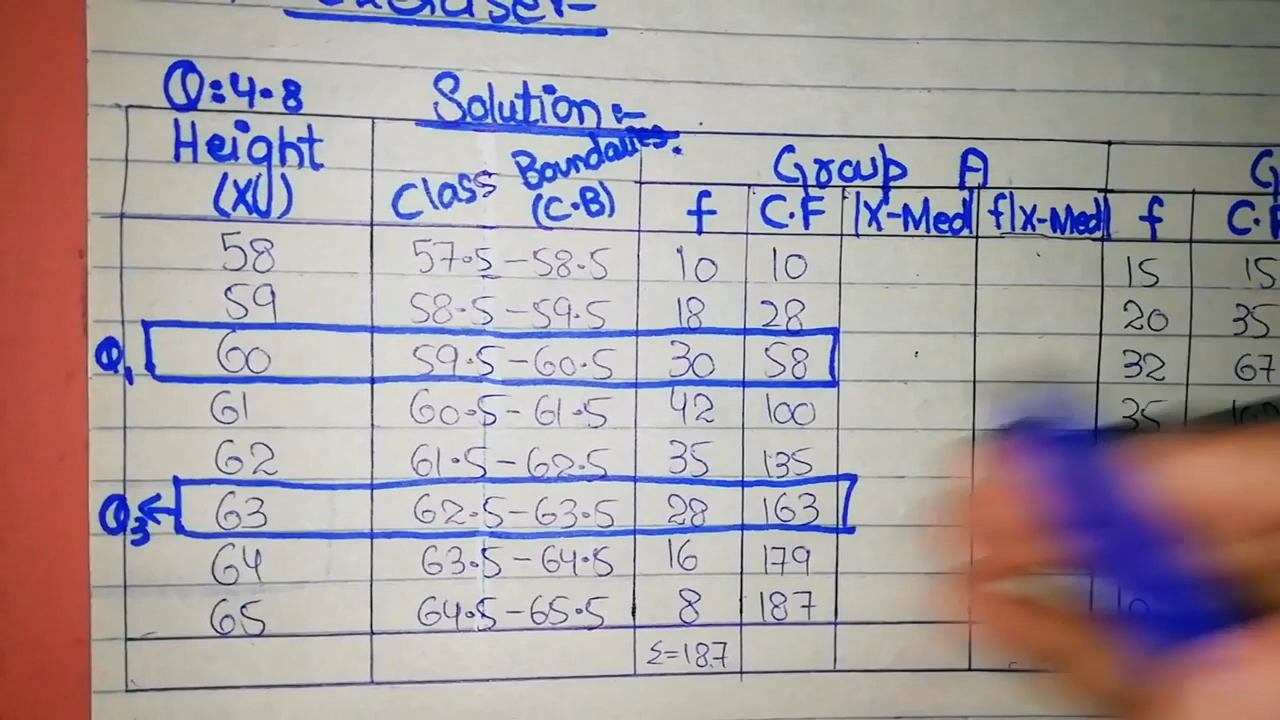 Exercise:-
Q:4.8 Solution:-
Height (X) Class Boundaries (C.B) Group A G
f C.F |X-Med| f|X-Med| f C.F
58 57.5-58.5 10 10 15 15
59 58.5-59.5 18 28 20 35
Q1 60 59.5-60.5 30 58 32 67
61 60.5-61.5 42 100 35
62 61.5-62.5 35 135
Q3 ← 63 62.5-63.5 28 163
64 63.5-64.5 16 179
65 64.5-65.5 8 187
Σ=187